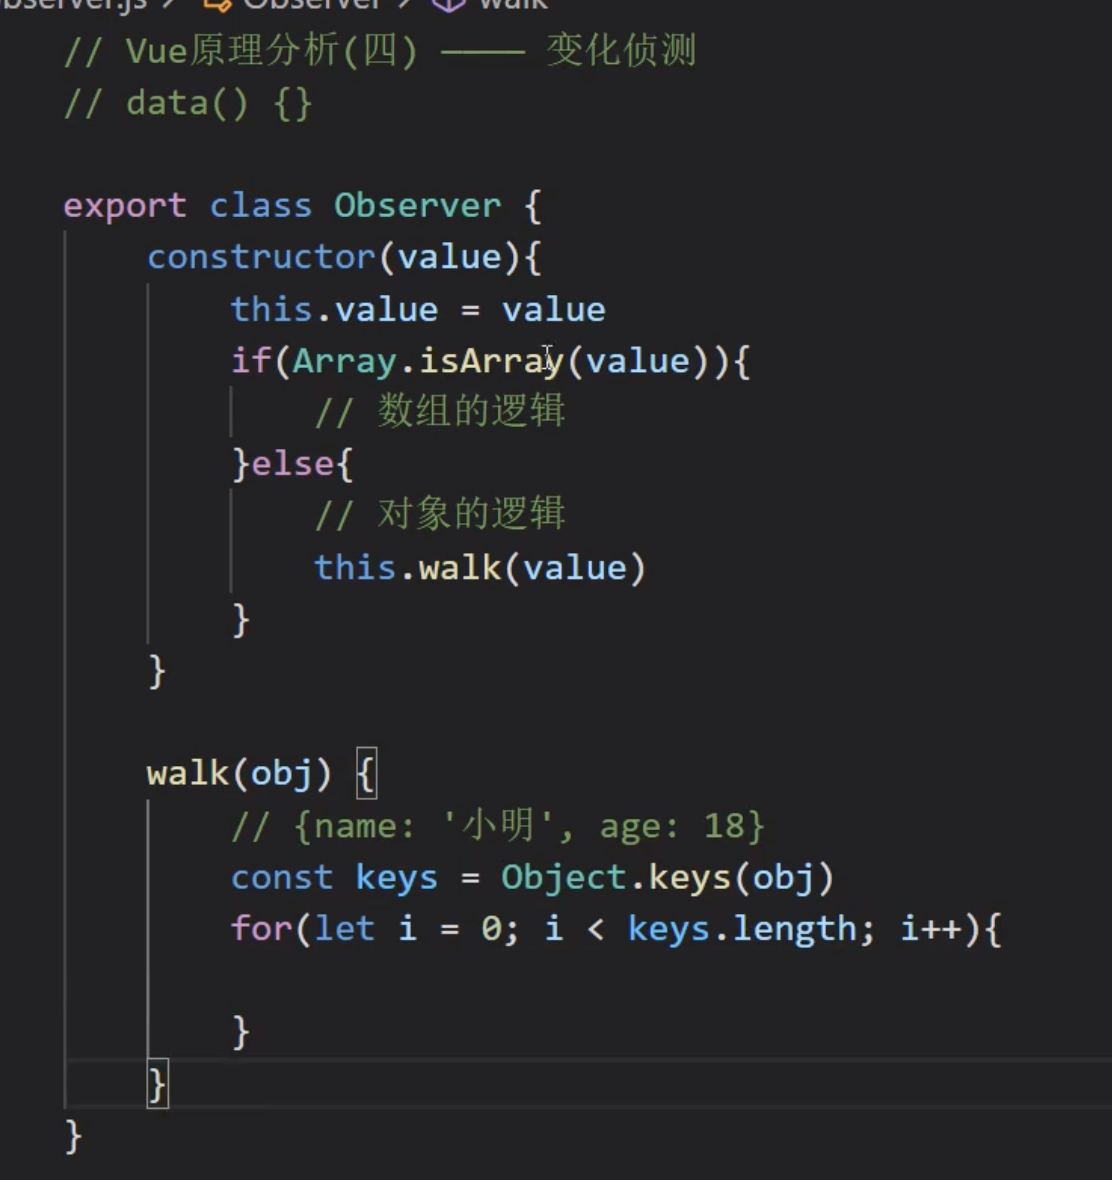 observer.js > Observer > walk
// Vue原理分析(四) ———— 变化侦测
// data() {}
export class Observer {
constructor(value){
this.value = value
if(Array.isArray(value)){
// 数组的逻辑
}else{
// 对象的逻辑
this.walk(value)
}
}
walk(obj) {
// {name: '小明', age: 18}
const keys = Object.keys(obj)
for(let i = 0; i < keys.length; i++){
}
}
}